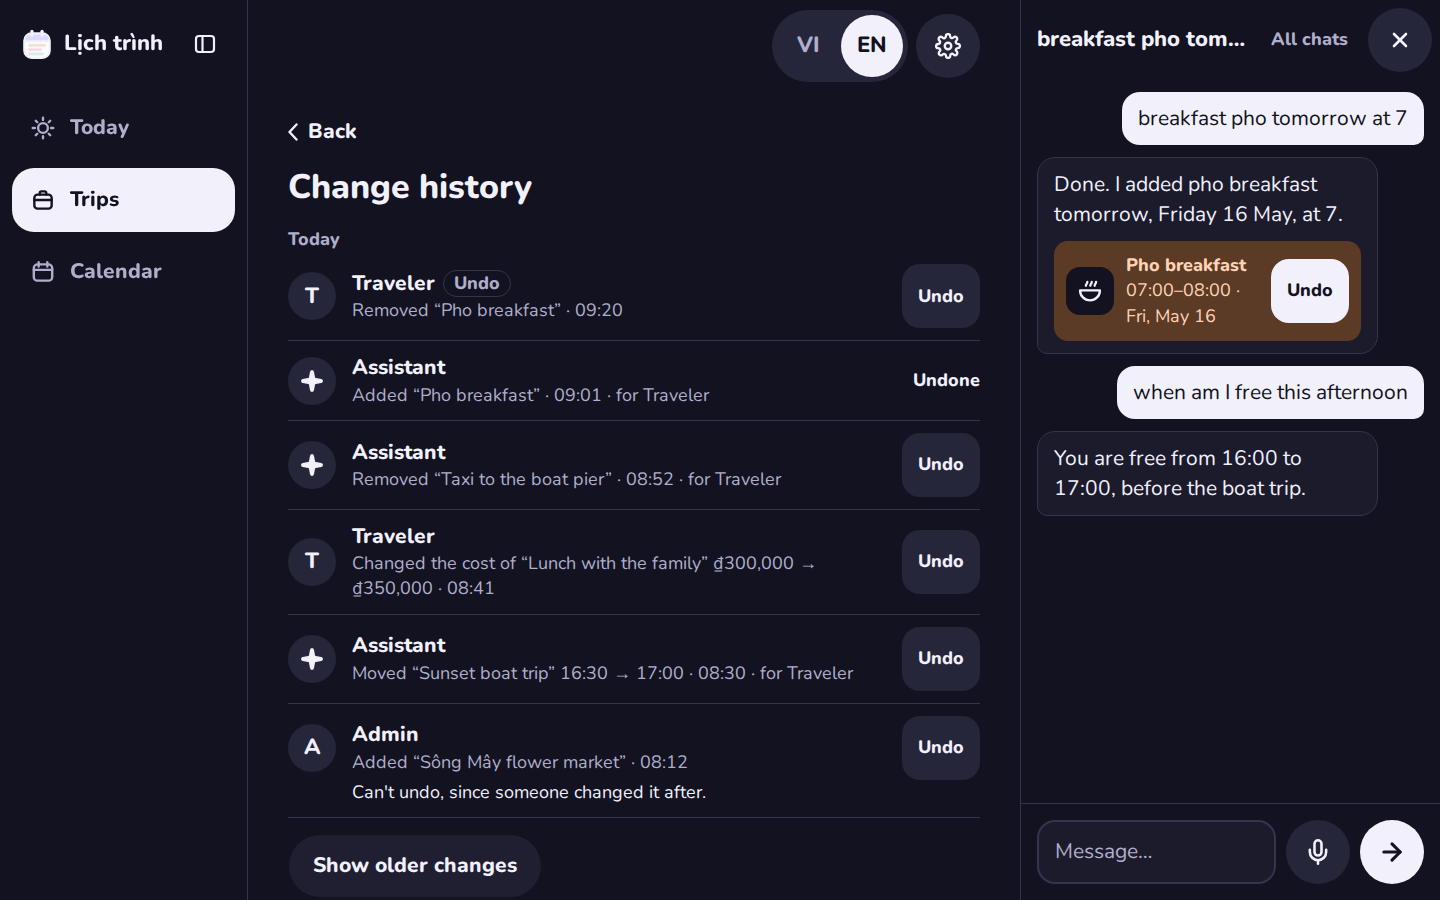 Lịch trình
Today
Trips
Calendar
VI
EN
Back
Change history
Today
T
Traveler
Undo
Removed “Pho breakfast” · 09:20
Undo
Assistant
Added “Pho breakfast” · 09:01 · for Traveler
Undone
Assistant
Removed “Taxi to the boat pier” · 08:52 · for Traveler
Undo
T
Traveler
Changed the cost of “Lunch with the family” ₫300,000 →
₫350,000 · 08:41
Undo
Assistant
Moved “Sunset boat trip” 16:30 → 17:00 · 08:30 · for Traveler
Undo
A
Admin
Added “Sông Mây flower market” · 08:12
Can't undo, since someone changed it after.
Undo
Show older changes
breakfast pho tom...
All chats
breakfast pho tomorrow at 7
Done. I added pho breakfast
tomorrow, Friday 16 May, at 7.
Pho breakfast
07:00–08:00 ·
Fri, May 16
Undo
when am I free this afternoon
You are free from 16:00 to
17:00, before the boat trip.
Message...